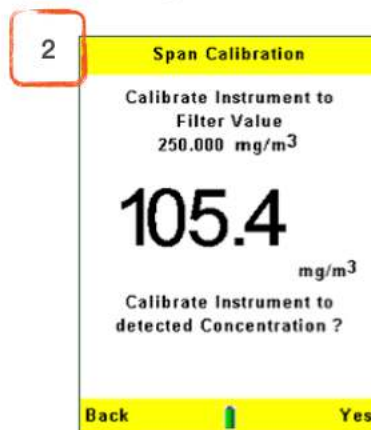 2
Span Calibration
Calibrate Instrument to
Filter Value
250.000 mg/m3
105.4
mg/m3
Calibrate Instrument to
detected Concentration ?
Back Yes